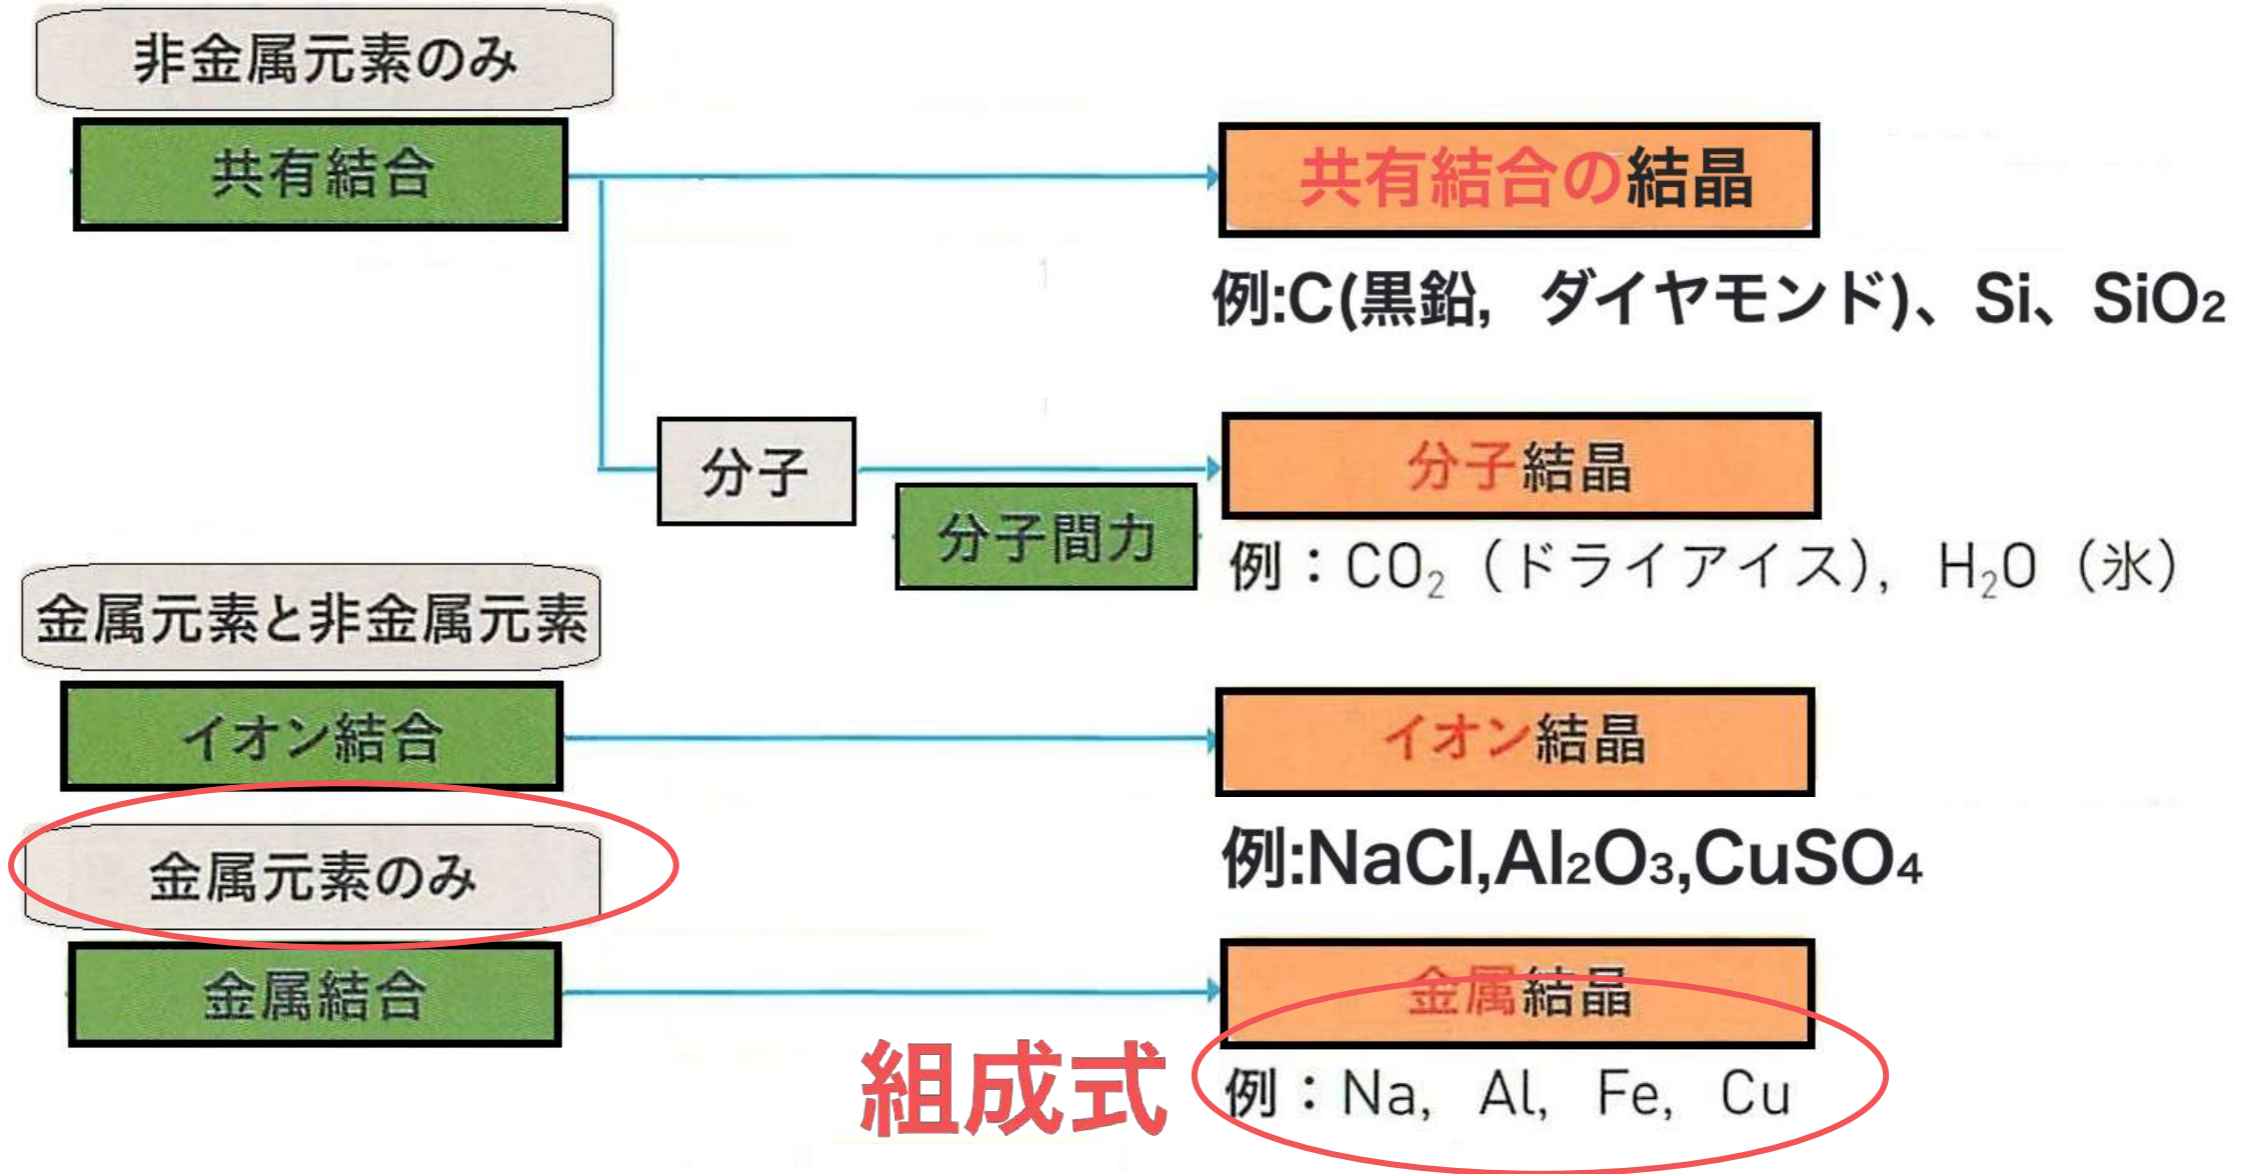 非金属元素のみ
共有結合
共有結合の結晶
例:C(黒鉛, ダイヤモンド)、Si、SiO₂
分子
分子結晶
分子間力
例：CO₂（ドライアイス）, H₂O（氷）
金属元素と非金属元素
イオン結合
イオン結晶
例:NaCl,Al₂O₃,CuSO₄
金属元素のみ
金属結合
金属結晶
組成式
例：Na, Al, Fe, Cu